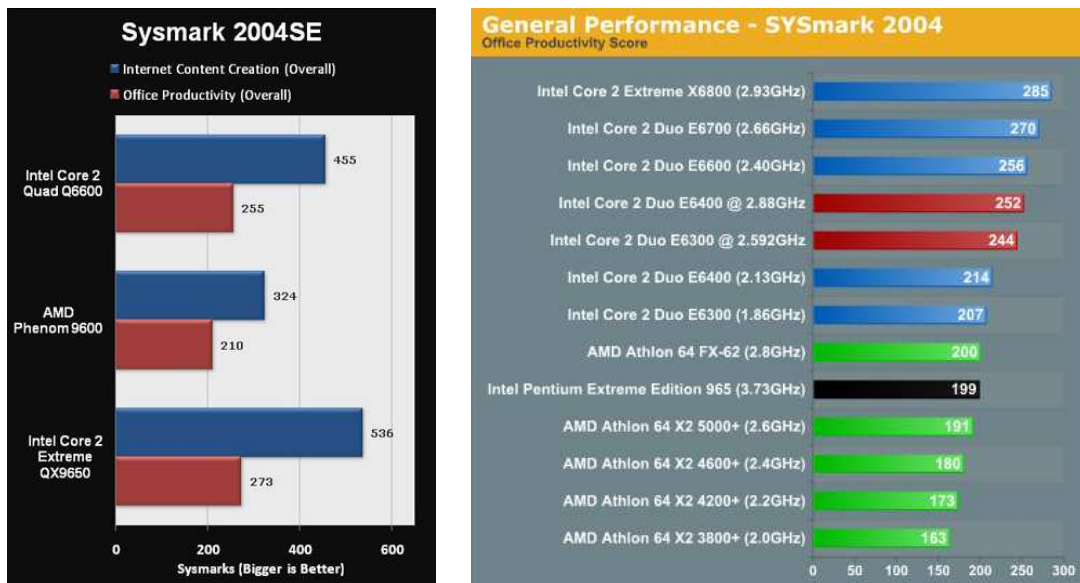 Sysmark 2004SE
Internet Content Creation (Overall)
Office Productivity (Overall)
Intel Core 2
Quad Q6600
455
255
AMD
Phenom 9600
324
210
Intel Core 2
Extreme
QX9650
536
273
0 200 400 600
Sysmarks (Bigger is Better)
General Performance - SYSmark 2004
Office Productivity Score
Intel Core 2 Extreme X6800 (2.93GHz) 285
Intel Core 2 Duo E6700 (2.66GHz) 270
Intel Core 2 Duo E6600 (2.40GHz) 256
Intel Core 2 Duo E6400 @ 2.88GHz 252
Intel Core 2 Duo E6300 @ 2.592GHz 244
Intel Core 2 Duo E6400 (2.13GHz) 214
Intel Core 2 Duo E6300 (1.86GHz) 207
AMD Athlon 64 FX-62 (2.8GHz) 200
Intel Pentium Extreme Edition 965 (3.73GHz) 199
AMD Athlon 64 X2 5000+ (2.6GHz) 191
AMD Athlon 64 X2 4600+ (2.4GHz) 180
AMD Athlon 64 X2 4200+ (2.2GHz) 173
AMD Athlon 64 X2 3800+ (2.0GHz) 163
0 50 100 150 200 250 300